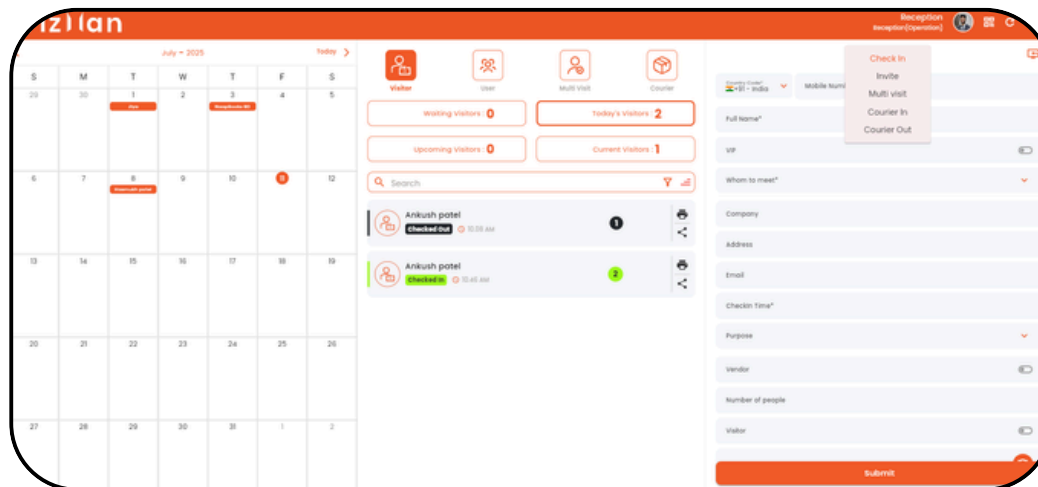 Reception
Reception(Operation)
July - 2025
Today
S M T W T F S
29 30 1 2 3 4 5
6 7 8 9 10 11 12
13 14 15 16 17 18 19
20 21 22 23 24 25 26
27 28 29 30 31 1 2
Visitor
User
Multi Visit
Courier
Waiting Visitors : 0
Today's Visitors : 2
Upcoming Visitors : 0
Current Visitors : 1
Search
Ankush patel
Checked Out
1
Ankush patel
Checked In
10.45 AM
2
Check In
Invite
Multi visit
Courier In
Courier Out
Country Code*
+91 - India
Mobile Num
Full Name*
VIP
Whom to meet*
Company
Address
Email
Checkin Time*
Purpose
Vendor
Number of people
Visitor
Submit